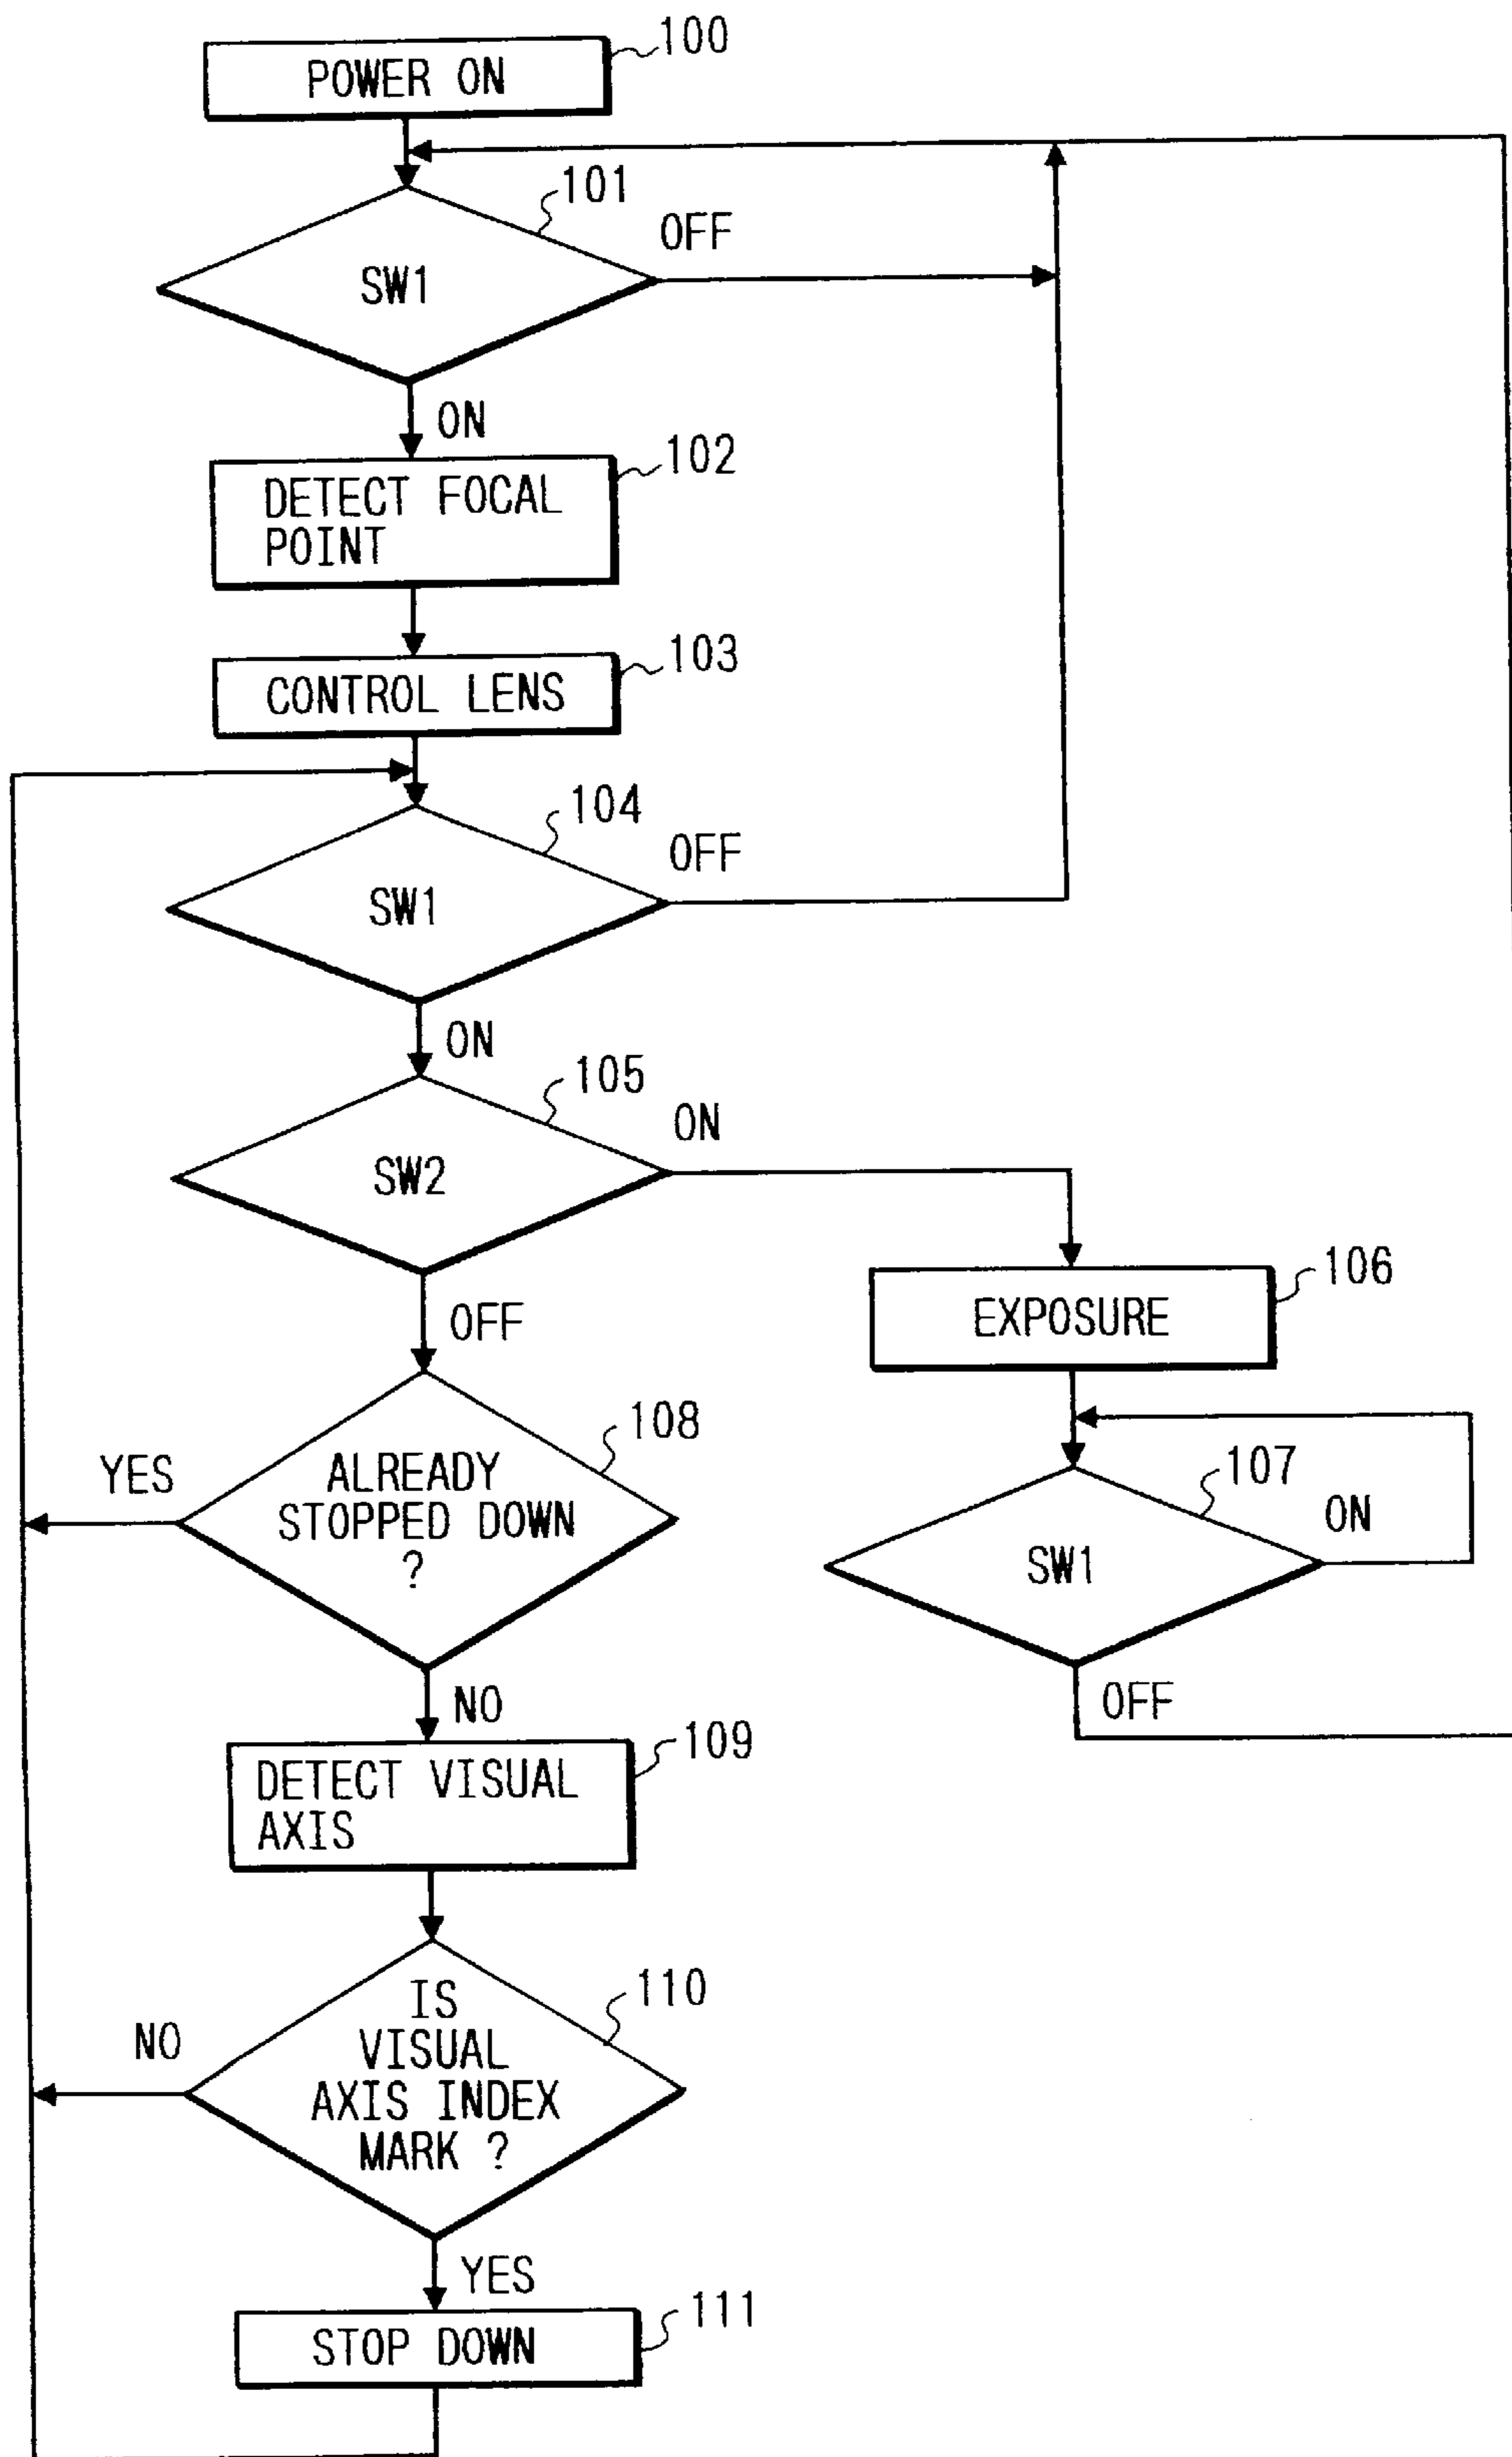 100
POWER ON
101
OFF
SW1
ON
102
DETECT FOCAL
POINT
103
CONTROL LENS
104
OFF
SW1
ON
105
ON
SW2
OFF
106
EXPOSURE
107
ON
SW1
OFF
108
YES
ALREADY
STOPPED DOWN
?
NO
109
DETECT VISUAL
AXIS
110
NO
IS
VISUAL
AXIS INDEX
MARK ?
YES
111
STOP DOWN